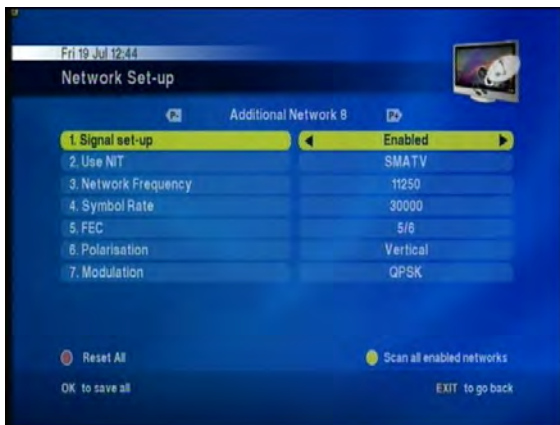 Fri 19 Jul 12:44
Network Set-up
P- Additional Network 8 P+
1. Signal set-up Enabled
2. Use NIT SMATV
3. Network Frequency 11250
4. Symbol Rate 30000
5. FEC 5/6
6. Polarisation Vertical
7. Modulation QPSK
Reset All Scan all enabled networks
OK to save all EXIT to go back